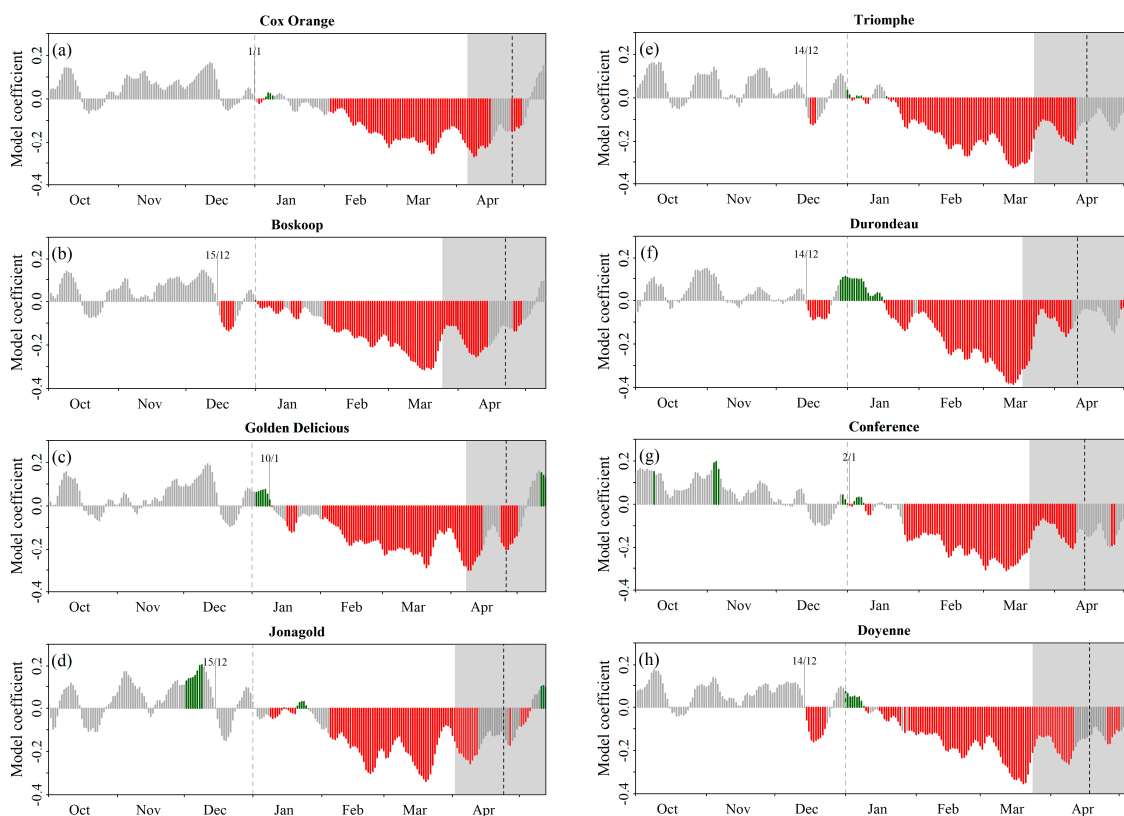 Cox Orange
(a)
1/1
Model coefficient
0.2
0.0
-0.2
-0.4
Oct Nov Dec Jan Feb Mar Apr
Boskoop
(b)
15/12
Model coefficient
0.2
0.0
-0.2
-0.4
Oct Nov Dec Jan Feb Mar Apr
Golden Delicious
(c)
10/1
Model coefficient
0.2
0.0
-0.2
-0.4
Oct Nov Dec Jan Feb Mar Apr
Jonagold
(d)
15/12
Model coefficient
0.2
0.0
-0.2
-0.4
Oct Nov Dec Jan Feb Mar Apr
Triomphe
(e)
14/12
Model coefficient
0.2
0.0
-0.2
-0.4
Oct Nov Dec Jan Feb Mar Apr
Durondeau
(f)
14/12
Model coefficient
0.2
0.0
-0.2
-0.4
Oct Nov Dec Jan Feb Mar Apr
Conference
(g)
2/1
Model coefficient
0.2
0.0
-0.2
-0.4
Oct Nov Dec Jan Feb Mar Apr
Doyenne
(h)
14/12
Model coefficient
0.2
0.0
-0.2
-0.4
Oct Nov Dec Jan Feb Mar Apr